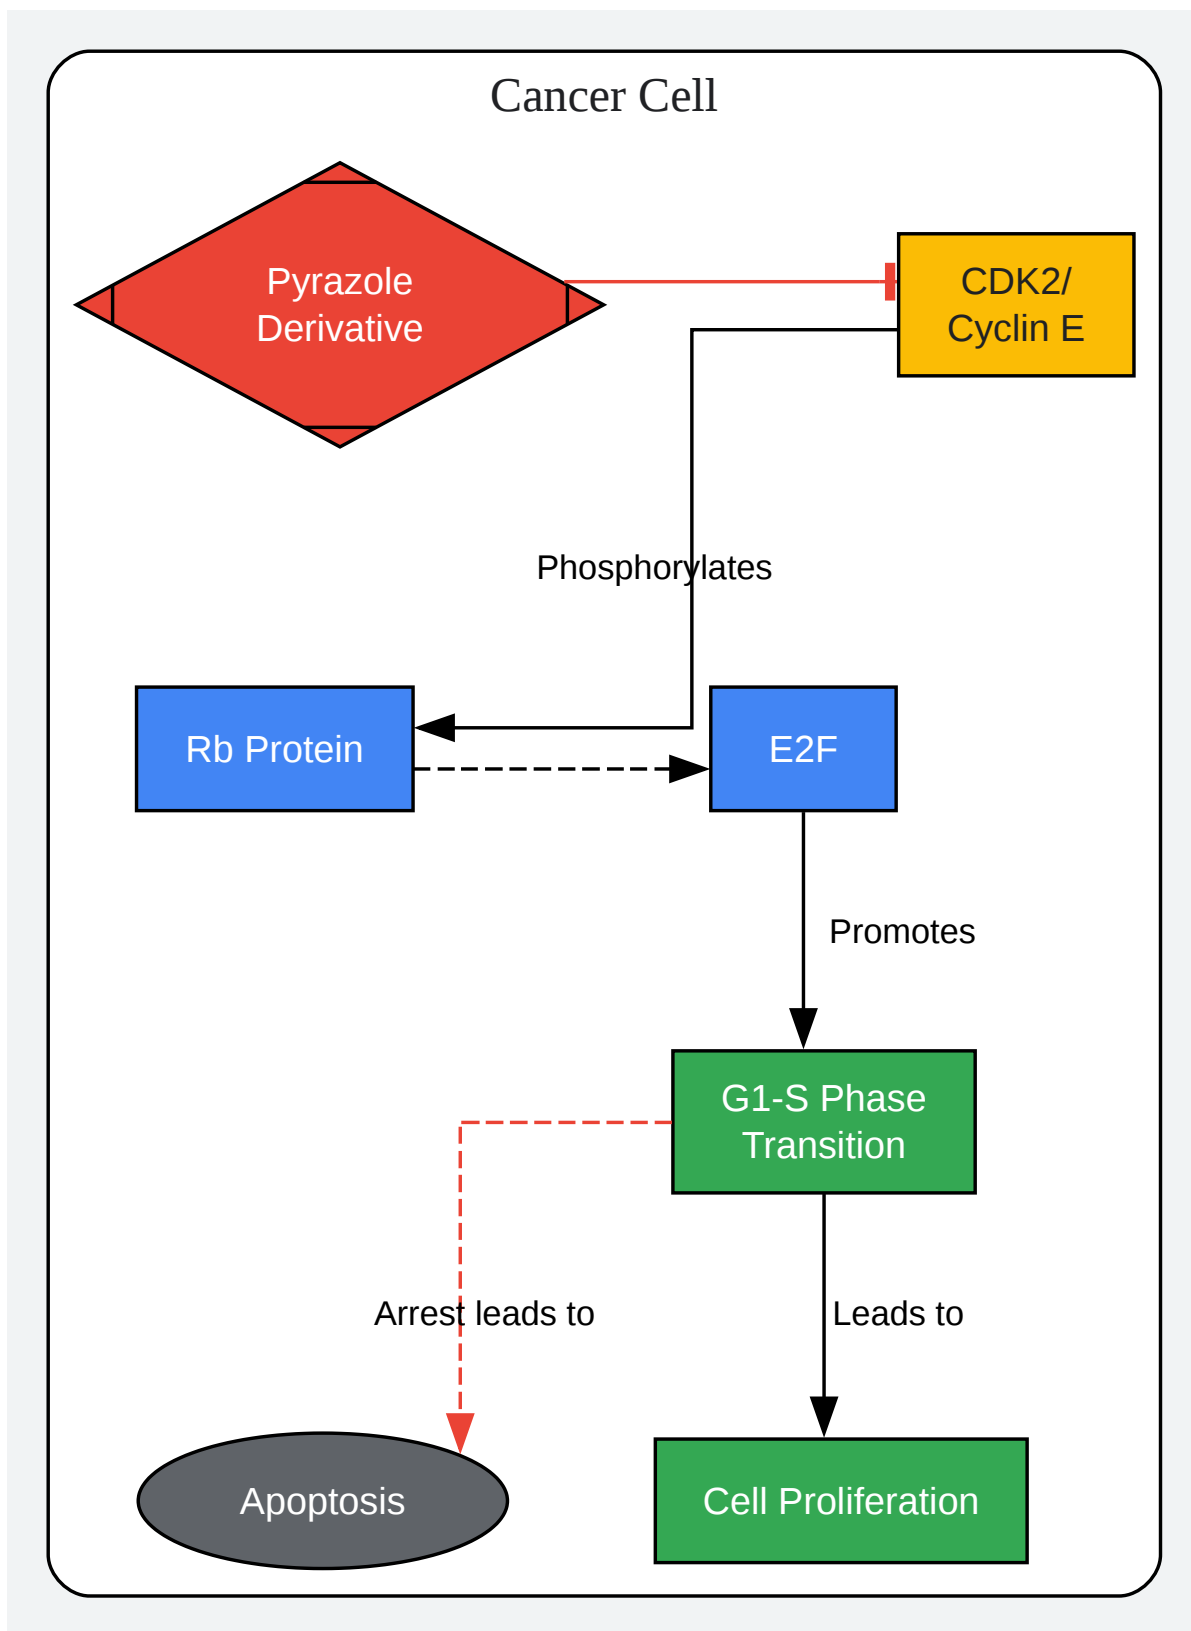 Cancer Cell
Pyrazole
Derivative
CDK2/
Cyclin E
Phosphorylates
Rb Protein
E2F
Promotes
G1-S Phase
Transition
Arrest leads to
Leads to
Apoptosis
Cell Proliferation